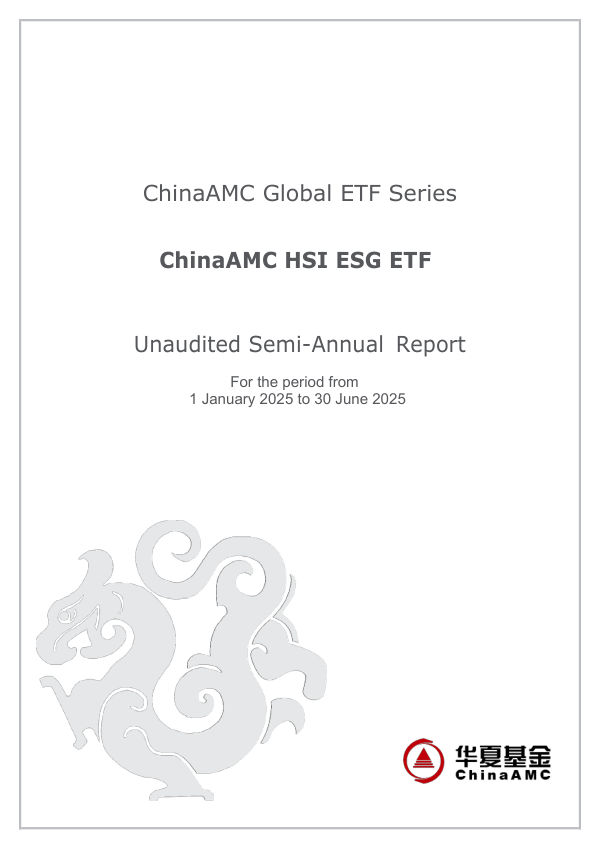 ChinaAMC Global ETF Series
ChinaAMC HSI ESG ETF
Unaudited Semi-Annual Report
For the period from
1 January 2025 to 30 June 2025
华夏基金
ChinaAMC